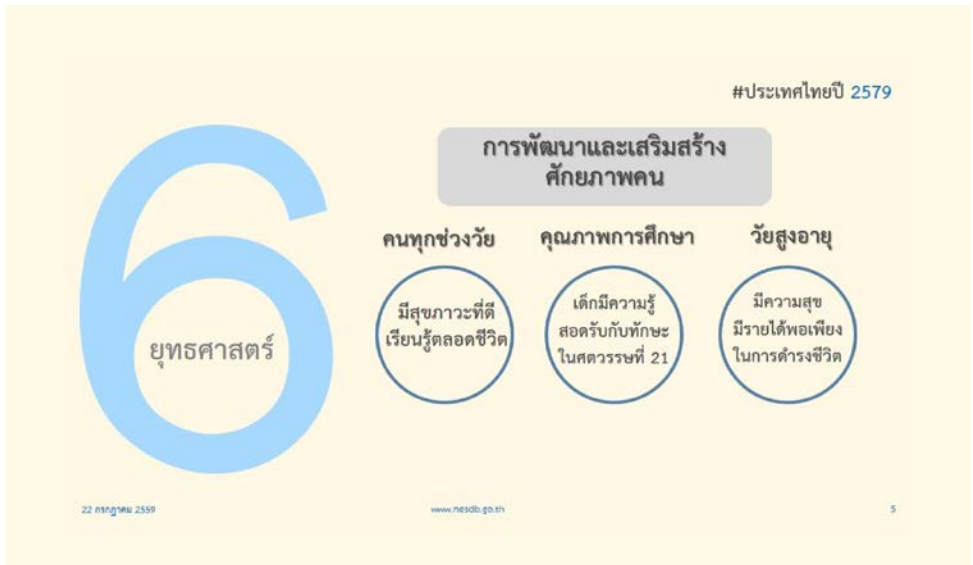 #ประเทศไทยปี 2579
6
ยุทธศาสตร์
การพัฒนาและเสริมสร้าง
ศักยภาพคน
คนทุกช่วงวัย
มีสุขภาวะที่ดี
เรียนรู้ตลอดชีวิต
คุณภาพการศึกษา
เด็กมีความรู้
สอดรับกับทักษะ
ในศตวรรษที่ 21
วัยสูงอายุ
มีความสุข
มีรายได้พอเพียง
ในการดำรงชีวิต
22 กรกฎาคม 2559
www.nesdb.go.th
5